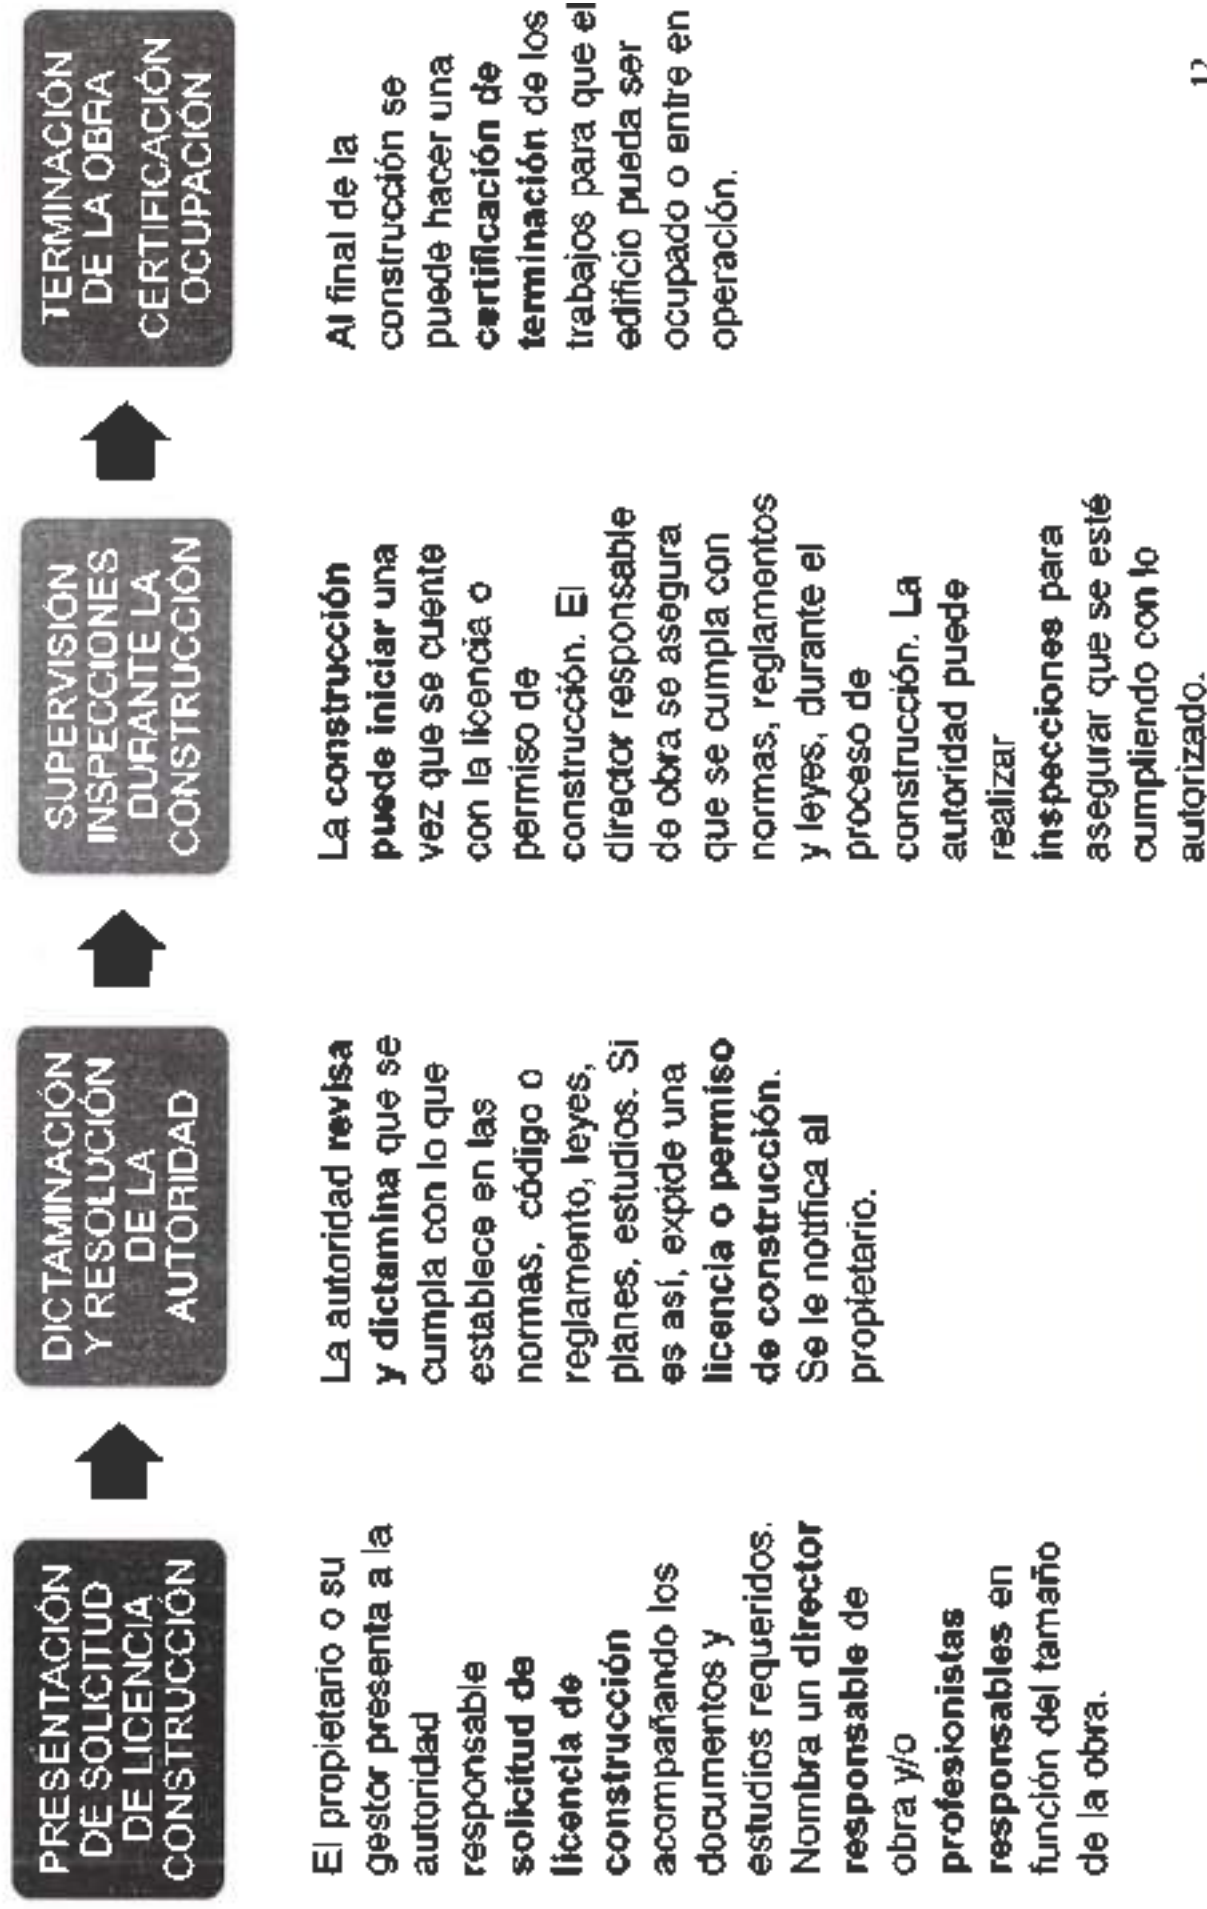 PRESENTACIÓN
DE SOLICITUD
DE LICENCIA
CONSTRUCCIÓN
El propietario o su
gestor presenta a la
autoridad
responsable
solicitud de
licencia de
construcción
acompañando los
documentos y
estudios requeridos.
Nombra un director
responsable de
obra y/o
profesionistas
responsables en
función del tamaño
de la obra.
DICTAMINACIÓN
Y RESOLUCIÓN
DE LA
AUTORIDAD
La autoridad revisa
y dictamina que se
cumpla con lo que
establece en las
normas, código o
reglamento, leyes,
planes, estudios. Si
es así, expide una
licencia o permiso
de construcción.
Se le notifica al
propietario.
SUPERVISIÓN
INSPECCIONES
DURANTE LA
CONSTRUCCIÓN
La construcción
puede iniciar una
vez que se cuente
con la licencia o
permiso de
construcción. El
director responsable
de obra se asegura
que se cumpla con
normas, reglamentos
y leyes, durante el
proceso de
construcción. La
autoridad puede
realizar
inspecciones para
asegurar que se esté
cumpliendo con lo
autorizado.
TERMINACIÓN
DE LA OBRA
CERTIFICACIÓN
OCUPACIÓN
Al final de la
construcción se
puede hacer una
certificación de
terminación de los
trabajos para que el
edificio pueda ser
ocupado o entre en
operación.
12